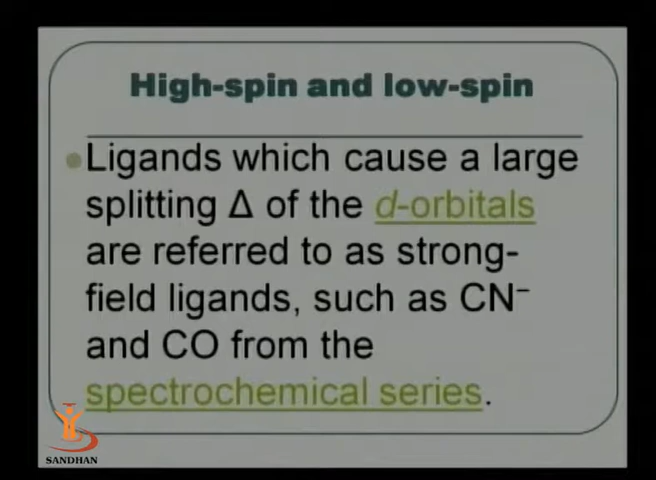 High-spin and low-spin
Ligands which cause a large
splitting Δ of the d-orbitals
are referred to as strong-
field ligands, such as CN⁻
and CO from the
spectrochemical series.
SANDHAN